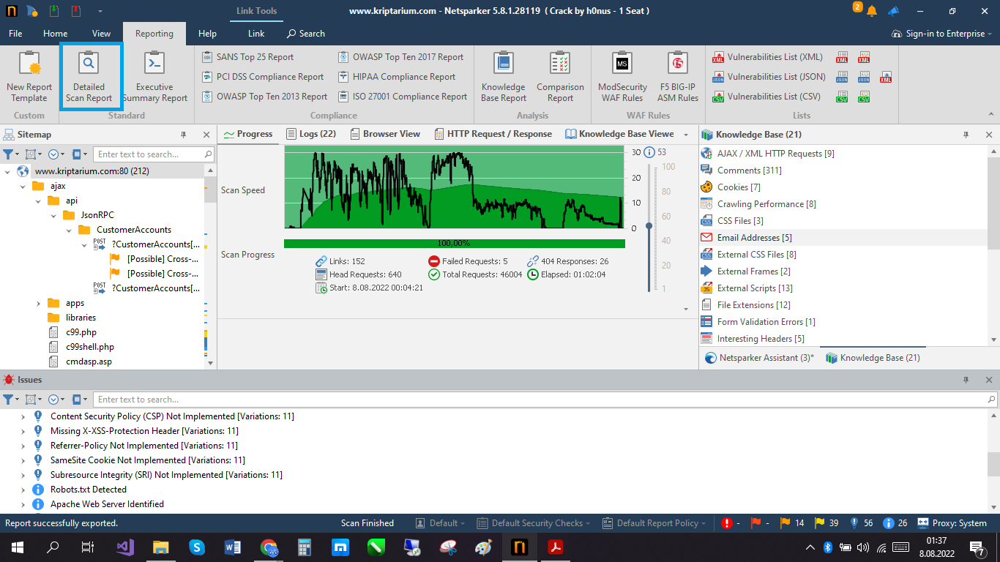 Link Tools
www.kriptarium.com - Netsparker 5.8.1.28119 ( Crack by h0nus - 1 Seat )
2
File Home View Reporting Help Link Search
Sign-in to Enterprise
New Report Template
Custom
Detailed Scan Report
Executive Summary Report
Standard
SANS Top 25 Report
PCI DSS Compliance Report
OWASP Top Ten 2013 Report
OWASP Top Ten 2017 Report
HIPAA Compliance Report
ISO 27001 Compliance Report
Compliance
Knowledge Base Report
Comparison Report
Analysis
MS
ModSecurity WAF Rules
F5 BIG-IP ASM Rules
WAF Rules
Vulnerabilities List (XML) XML XML
Vulnerabilities List (JSON) JSON JSON XML
Vulnerabilities List (CSV) CSV CSV
Lists
Sitemap
Enter text to search...
www.kriptarium.com:80 (212)
ajax
api
JsonRPC
CustomerAccounts
POST ?CustomerAccounts[...
[Possible] Cross-...
[Possible] Cross-...
POST ?CustomerAccounts[...
apps
libraries
c99.php
c99shell.php
cmdasp.asp
Progress
Logs (22)
Browser View
HTTP Request / Response
Knowledge Base Viewe
Scan Speed
30
20
10
0
53
100
80
60
40
20
1
Scan Progress
100,00%
Links: 152
Failed Requests: 5
404 Responses: 26
Head Requests: 640
Total Requests: 46004
Elapsed: 01:02:04
Start: 8.08.2022 00:04:21
Knowledge Base (21)
AJAX / XML HTTP Requests [9]
Comments [311]
Cookies [7]
Crawling Performance [8]
CSS Files [3]
Email Addresses [5]
External CSS Files [8]
External Frames [2]
External Scripts [13]
File Extensions [12]
Form Validation Errors [1]
Interesting Headers [5]
Netsparker Assistant (3)*
Knowledge Base (21)
Issues
Enter text to search...
Content Security Policy (CSP) Not Implemented [Variations: 11]
Missing X-XSS-Protection Header [Variations: 11]
Referrer-Policy Not Implemented [Variations: 11]
SameSite Cookie Not Implemented [Variations: 11]
Subresource Integrity (SRI) Not Implemented [Variations: 11]
Robots.txt Detected
Apache Web Server Identified
Report successfully exported.
Scan Finished
Default
Default Security Checks
Default Report Policy
- - 14 39 56 26
Proxy: System
01:37
8.08.2022
7